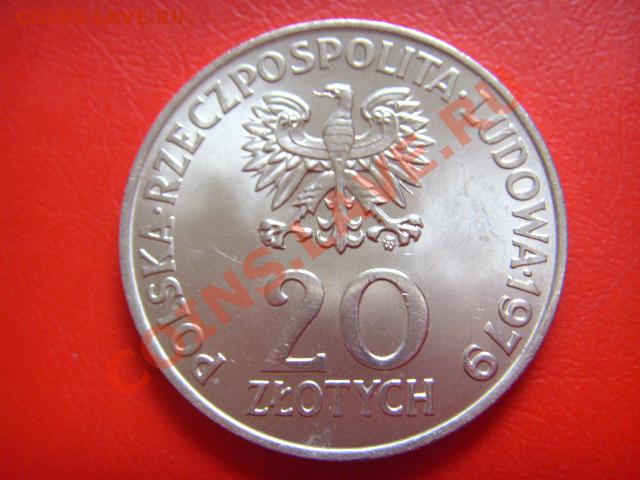 COINS.LAVE.RU
POLSKA·RZECZPOSPOLITA·LUDOWA·1979
20
ZŁOTYCH
COINS.LAVE.RU